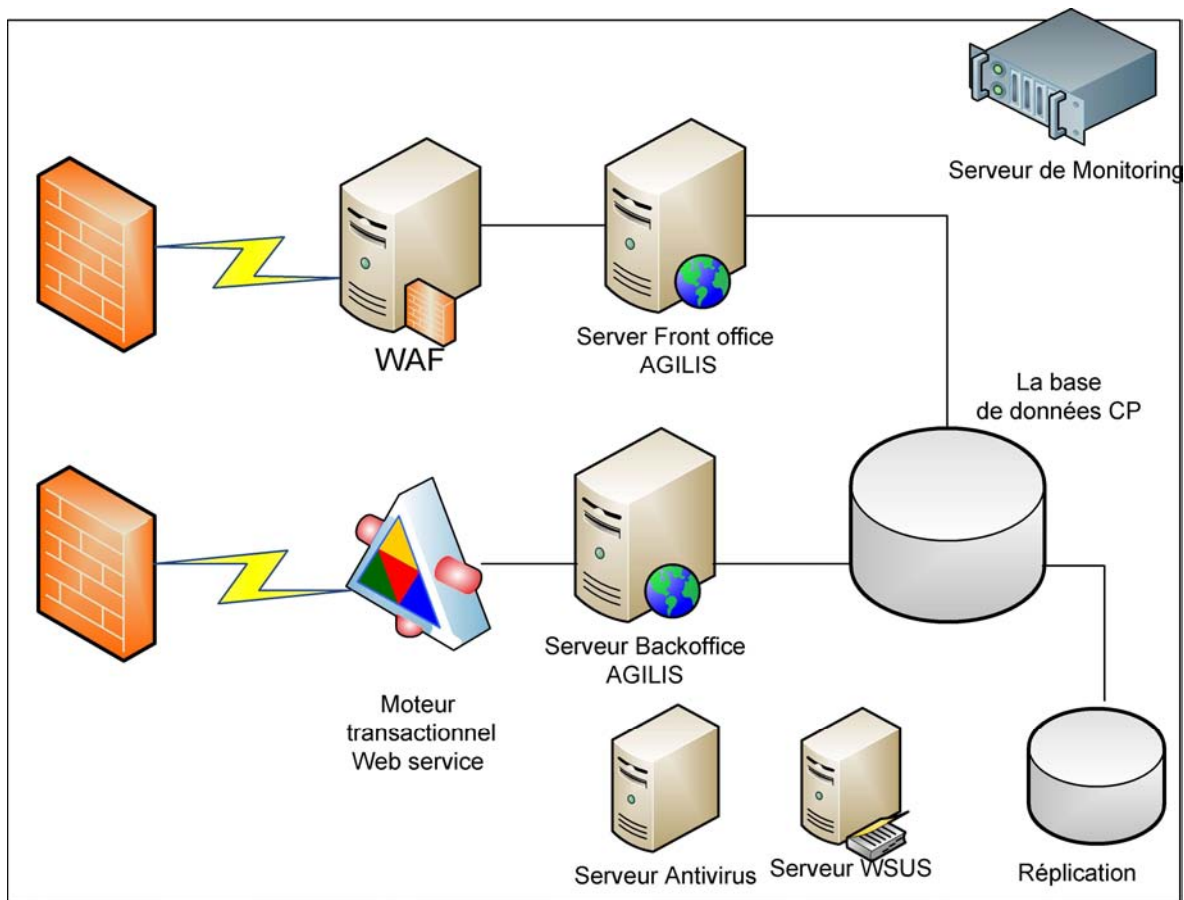 Serveur de Monitoring
WAF
Server Front office
AGILIS
La base
de données CP
Moteur
transactionnel
Web service
Serveur Backoffice
AGILIS
Serveur Antivirus
Serveur WSUS
Réplication